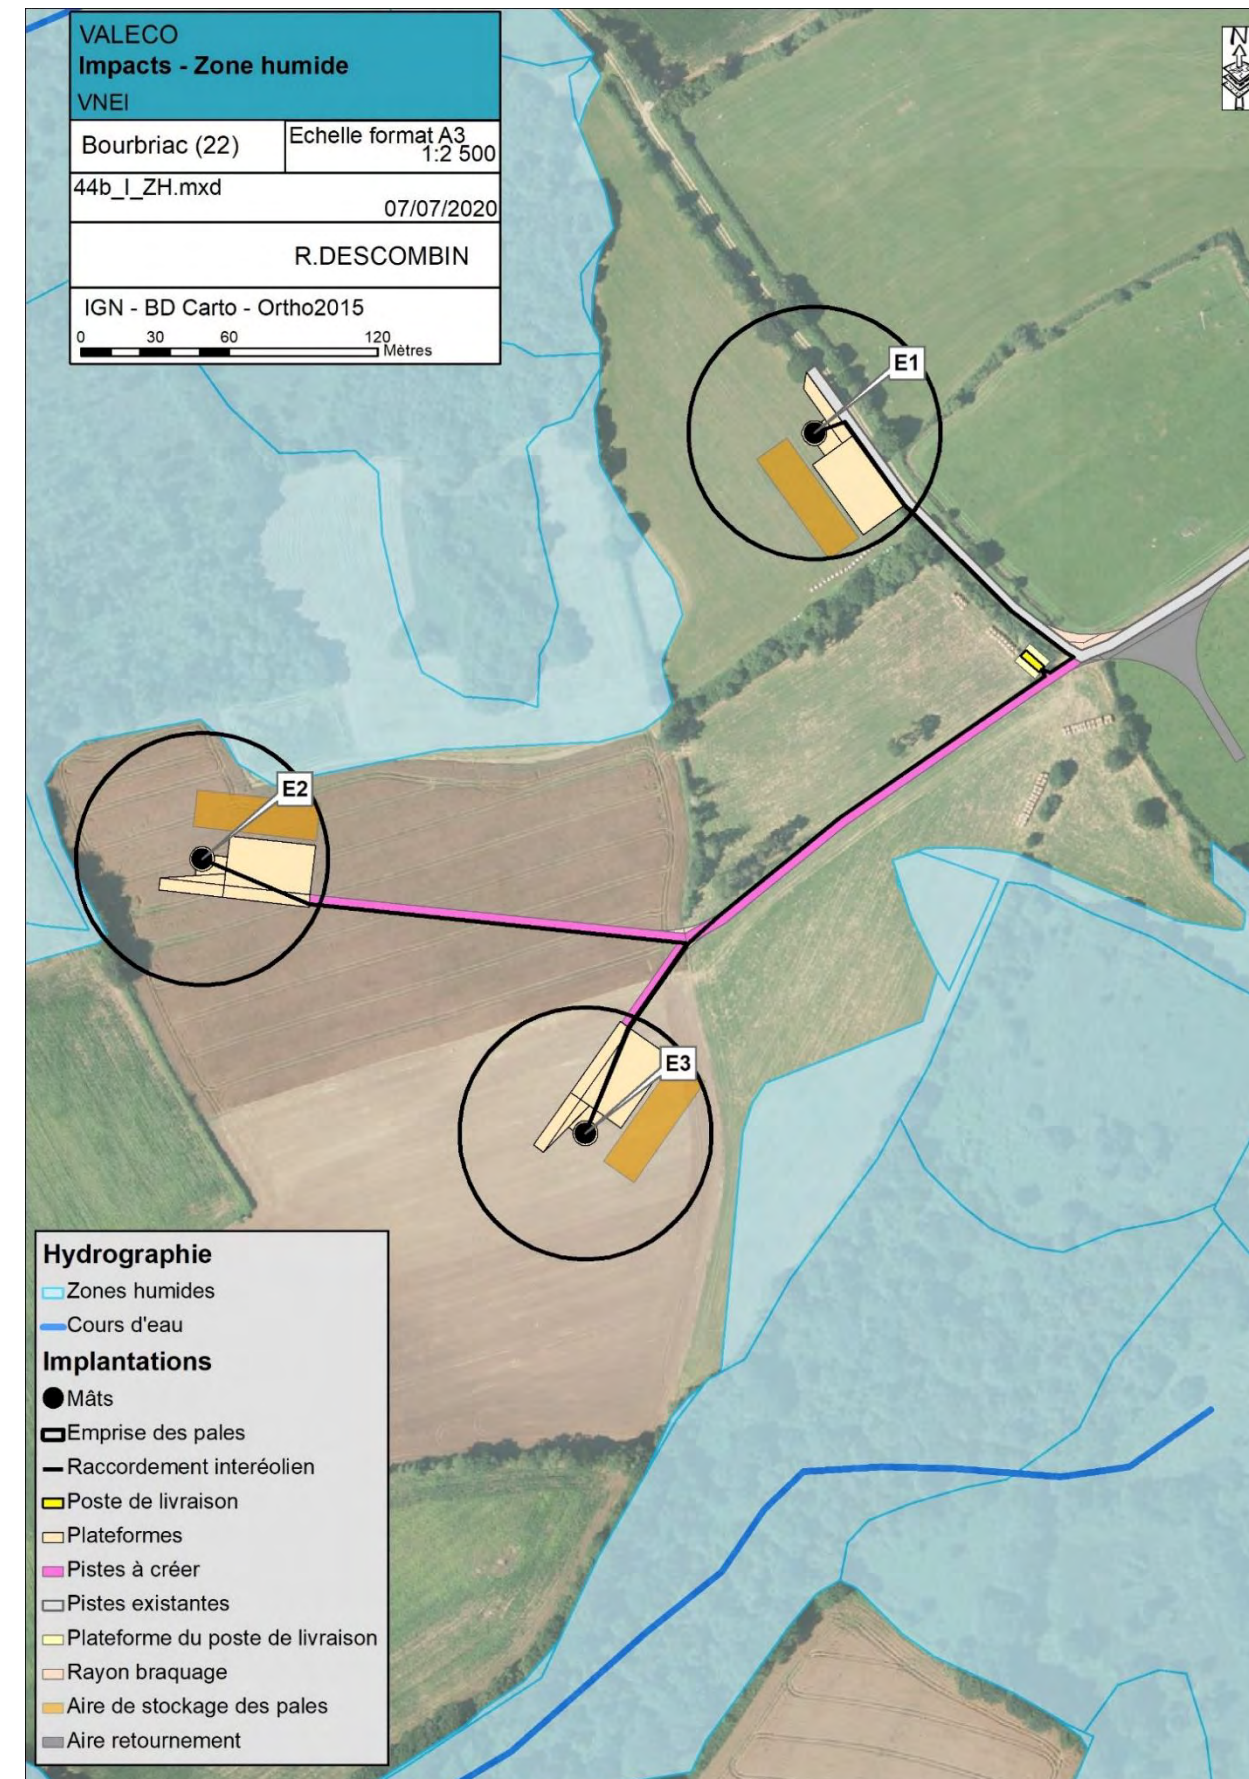 VALECO
Impacts - Zone humide
VNEI
Bourbriac (22)
Echelle format A3
1:2 500
44b_I_ZH.mxd
07/07/2020
R.DESCOMBIN
IGN - BD Carto - Ortho2015
0 30 60 120
Mètres
N
E1
E2
E3
Hydrographie
Zones humides
Cours d'eau
Implantations
Mâts
Emprise des pales
Raccordement interéolien
Poste de livraison
Plateformes
Pistes à créer
Pistes existantes
Plateforme du poste de livraison
Rayon braquage
Aire de stockage des pales
Aire retournement